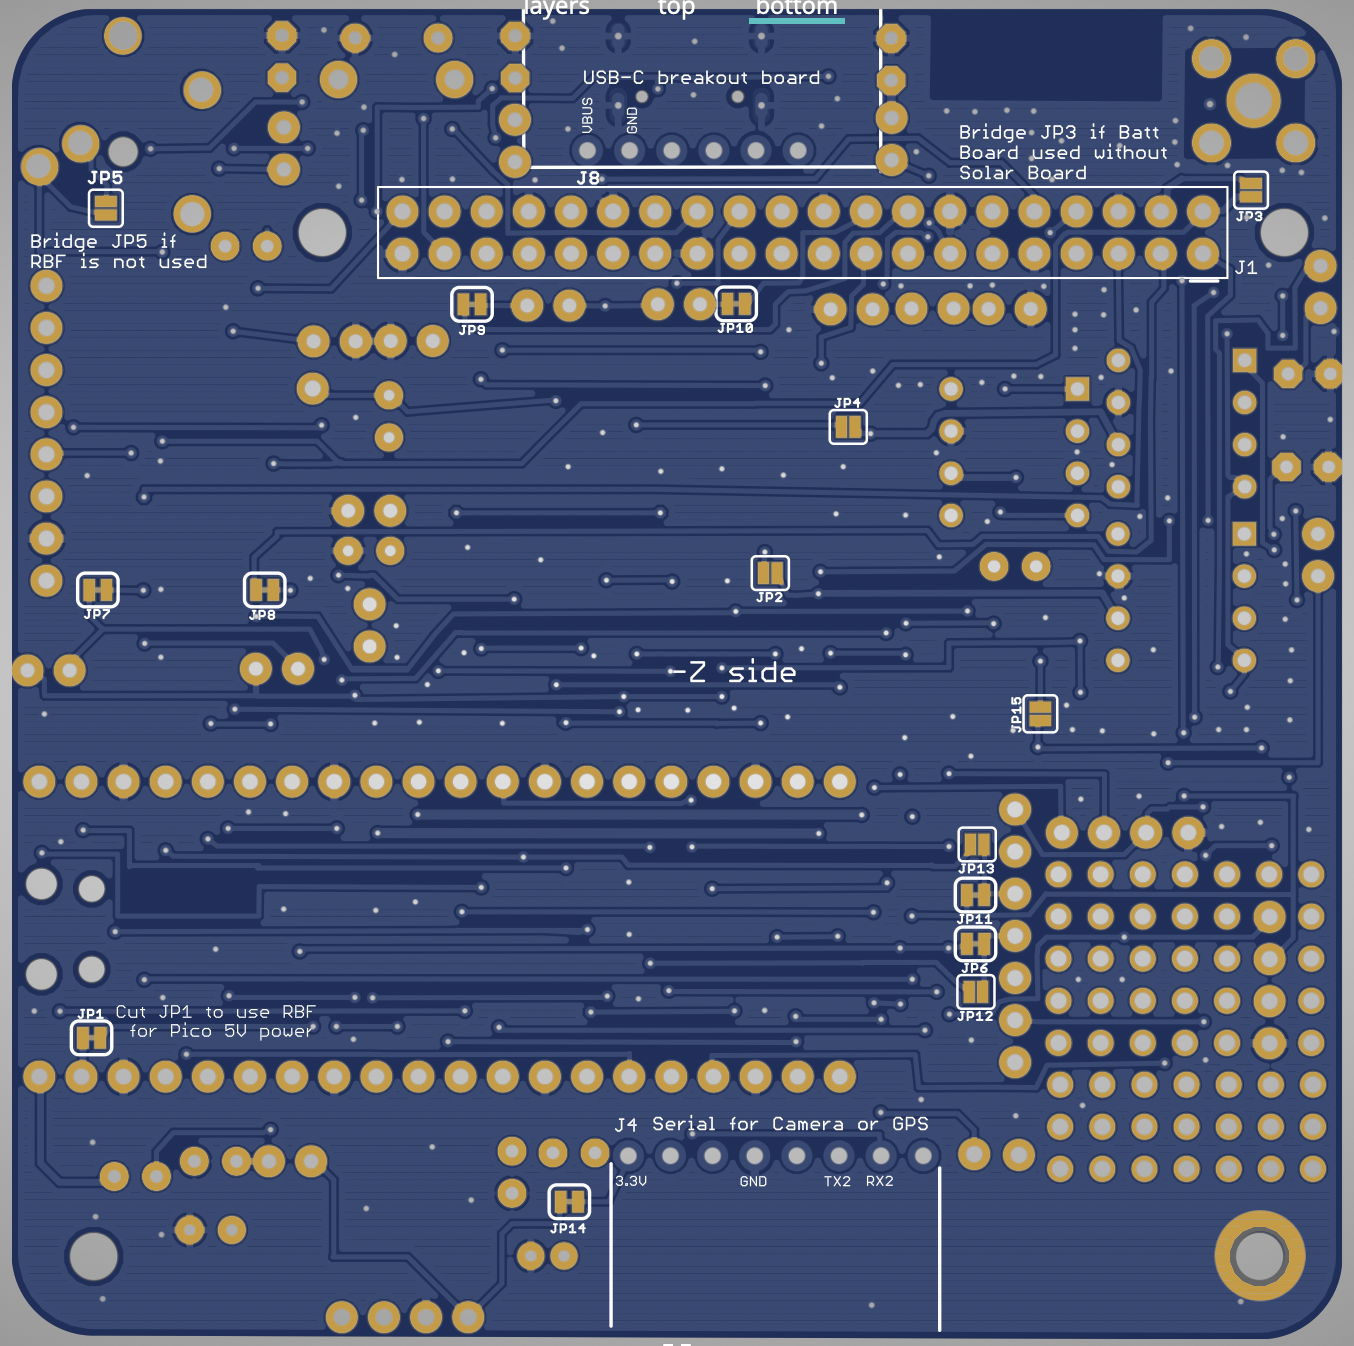 layers top bottom
USB-C breakout board
VBUS
GND
Bridge JP3 if Batt
Board used without
Solar Board
JP5
J8
JP3
Bridge JP5 if
RBF is not used
J1
JP9
JP10
JP4
JP2
JP7
JP8
-Z side
JP15
JP13
JP11
JP6
JP12
JP1
Cut JP1 to use RBF
for Pico 5V power
J4 Serial for Camera or GPS
3.3V
GND
TX2
RX2
JP14